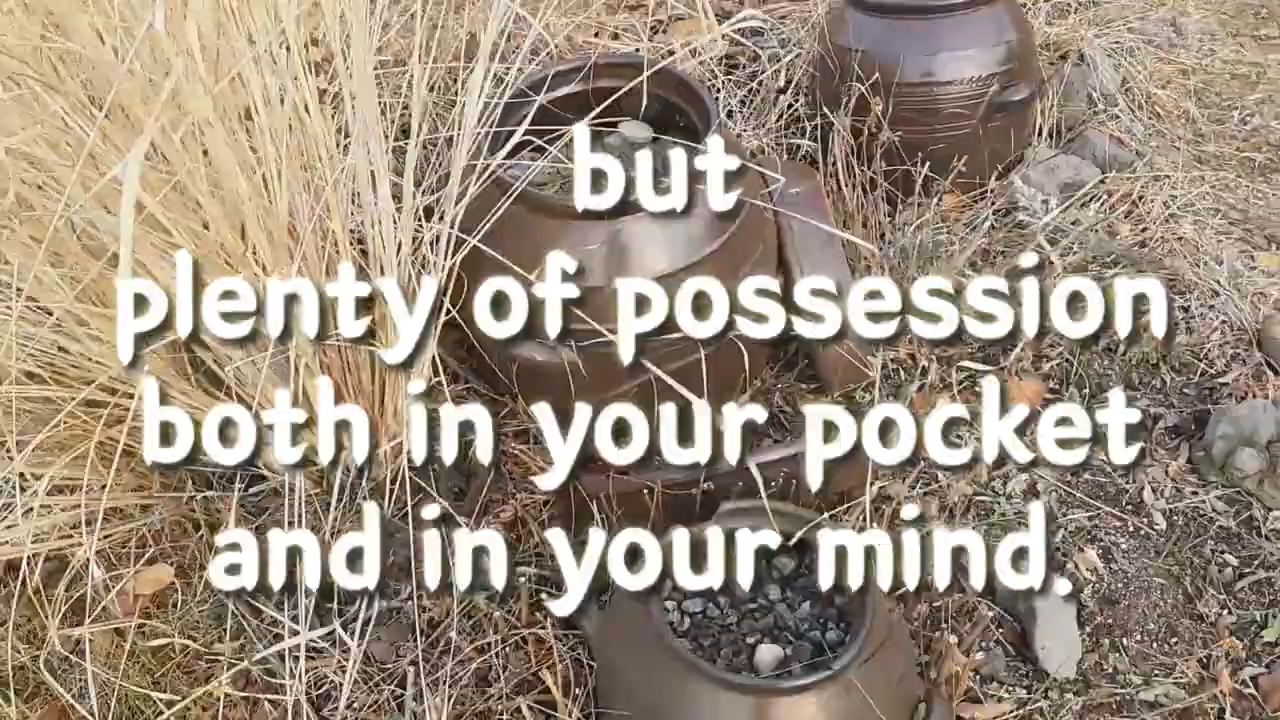 but
plenty of possession
both in your pocket
and in your mind.